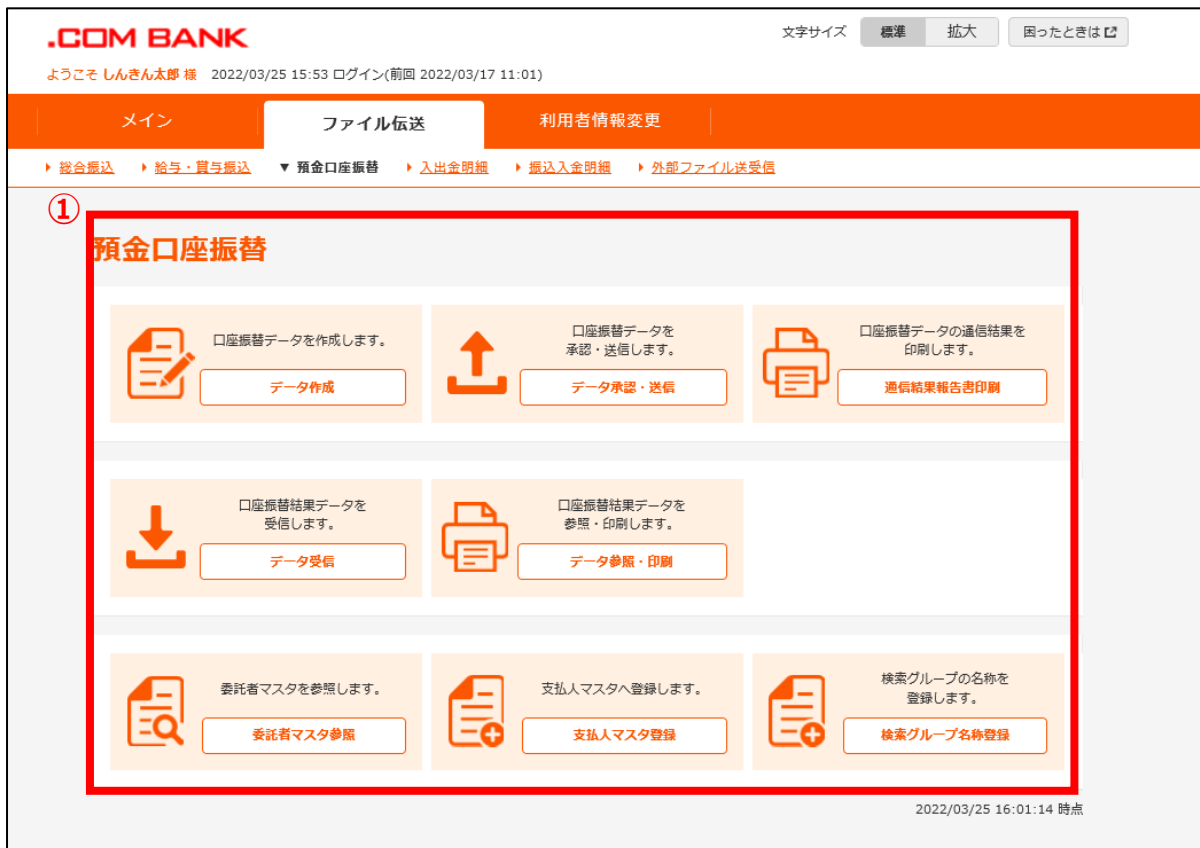 .COM BANK
文字サイズ 標準 拡大 困ったときは
ようこそ しんきん太郎 様 2022/03/25 15:53 ログイン(前回 2022/03/17 11:01)
メイン ファイル伝送 利用者情報変更
総合振込 給与・賞与振込 ▼ 預金口座振替 入出金明細 振込入金明細 外部ファイル送受信
①
預金口座振替
口座振替データを作成します。
データ作成
口座振替データを
承認・送信します。
データ承認・送信
口座振替データの通信結果を
印刷します。
通信結果報告書印刷
口座振替結果データを
受信します。
データ受信
口座振替結果データを
参照・印刷します。
データ参照・印刷
委託者マスタを参照します。
委託者マスタ参照
支払人マスタへ登録します。
支払人マスタ登録
検索グループの名称を
登録します。
検索グループ名称登録
2022/03/25 16:01:14 時点